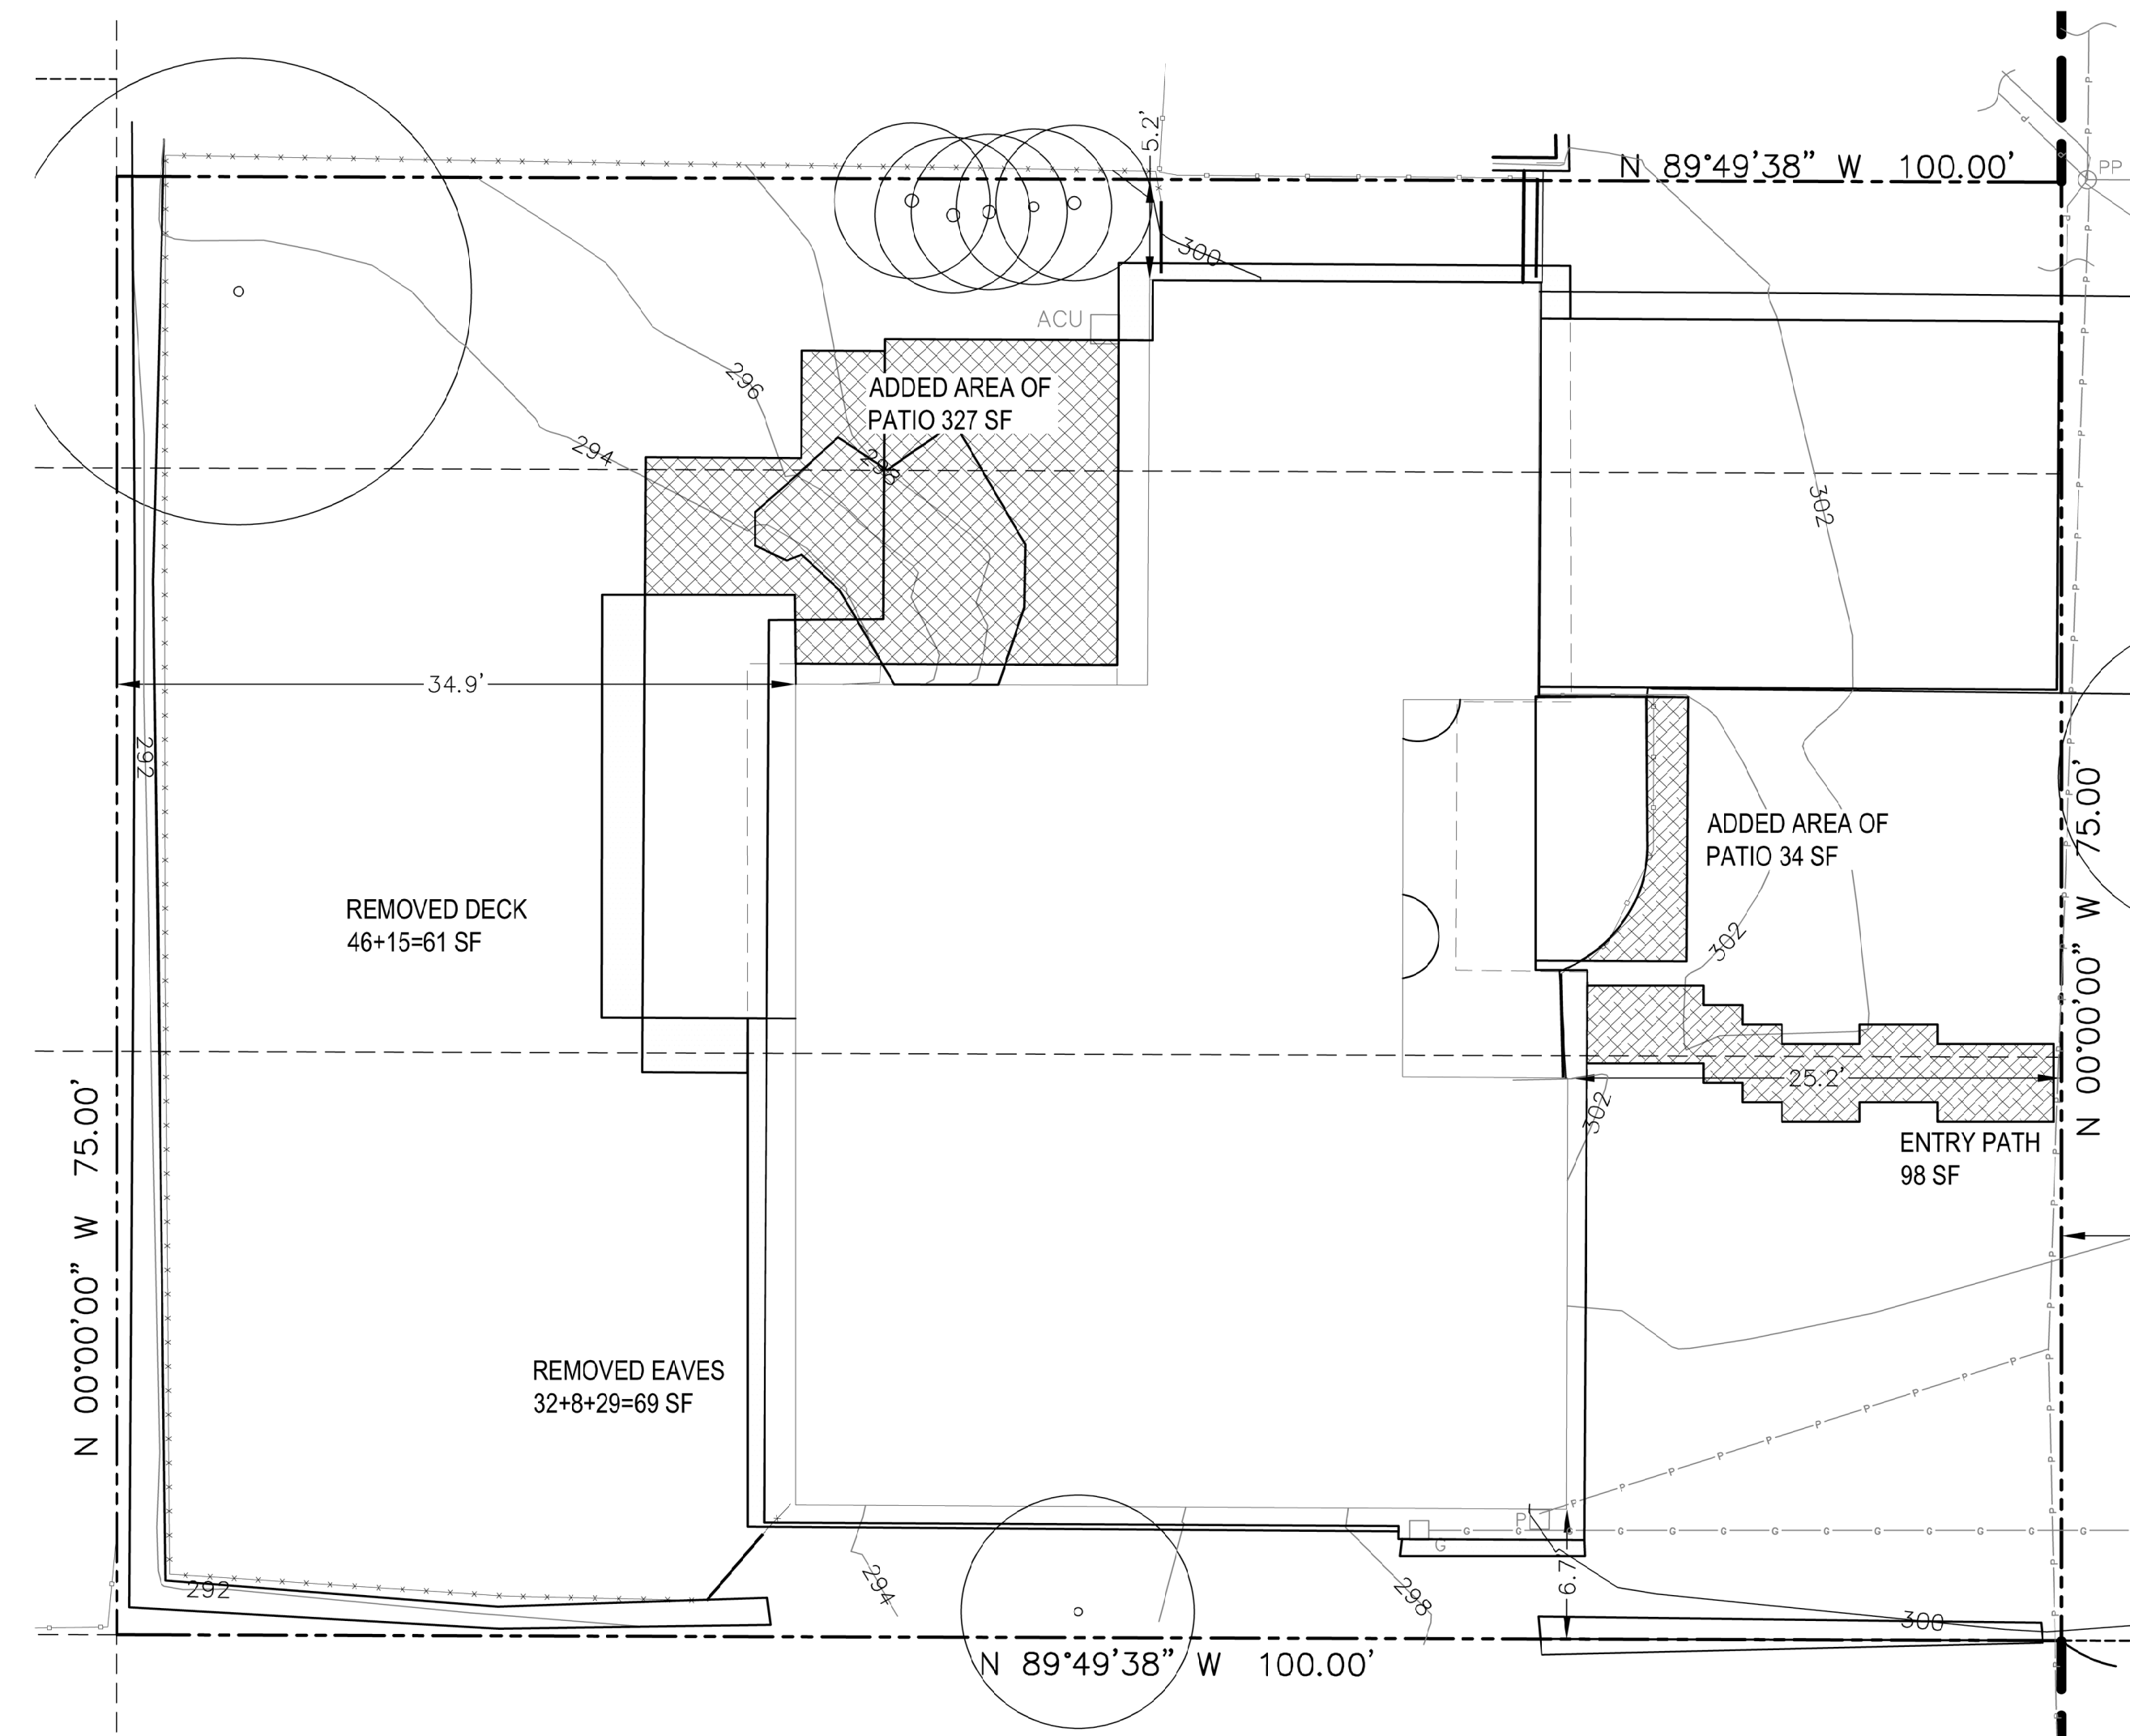 5.2'
N 89°49'38" W 100.00'
PP
300
ACU
296
ADDED AREA OF
PATIO 327 SF
294
298
302
34.9'
292
ADDED AREA OF
PATIO 34 SF
N 00°00'00" W 75.00'
REMOVED DECK
46+15=61 SF
302
25.2'
302
ENTRY PATH
98 SF
N 00°00'00" W 75.00'
REMOVED EAVES
32+8+29=69 SF
P
G
G G G G G G G G G G G G
P P P P P P P P P
6.7'
292
294
298
300
N 89°49'38" W 100.00'